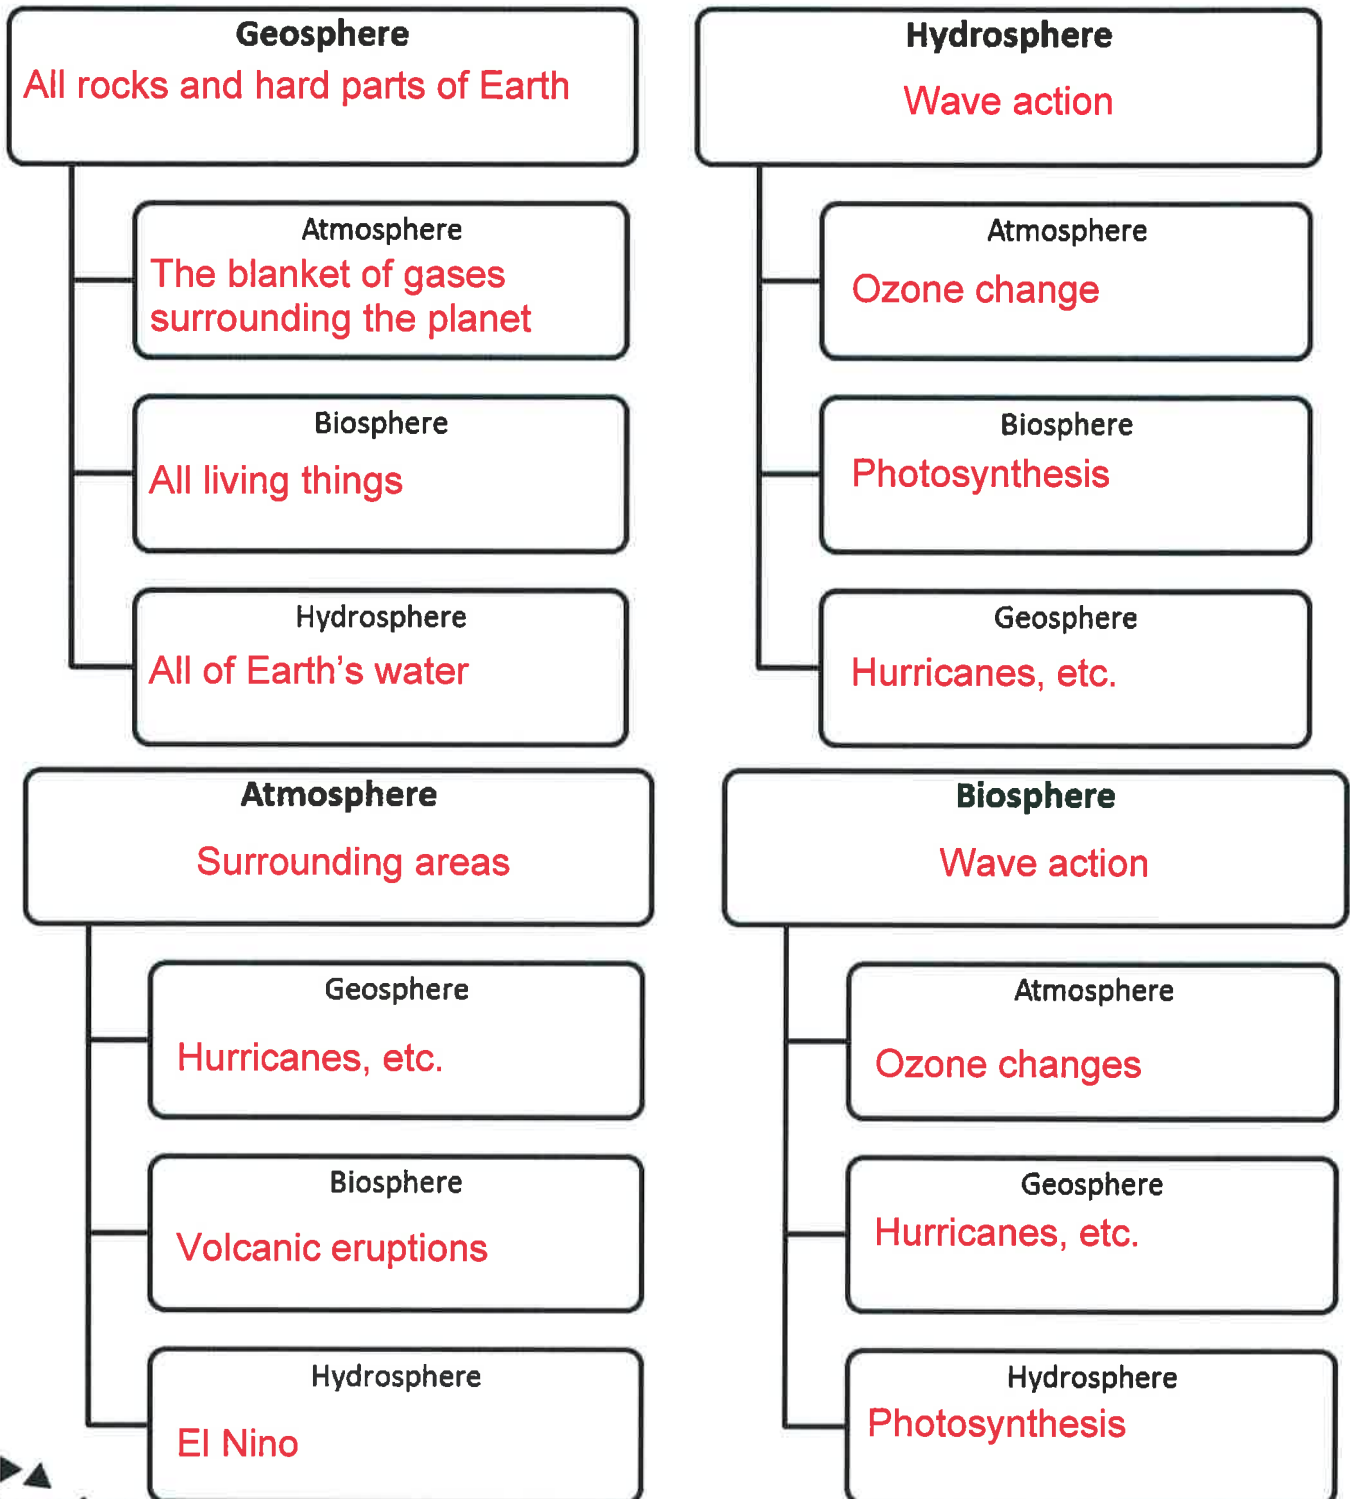 Geosphere
All rocks and hard parts of Earth
Atmosphere
The blanket of gases
surrounding the planet
Biosphere
All living things
Hydrosphere
All of Earth's water
Hydrosphere
Wave action
Atmosphere
Ozone change
Biosphere
Photosynthesis
Geosphere
Hurricanes, etc.
Atmosphere
Surrounding areas
Geosphere
Hurricanes, etc.
Biosphere
Volcanic eruptions
Hydrosphere
El Nino
Biosphere
Wave action
Atmosphere
Ozone changes
Geosphere
Hurricanes, etc.
Hydrosphere
Photosynthesis